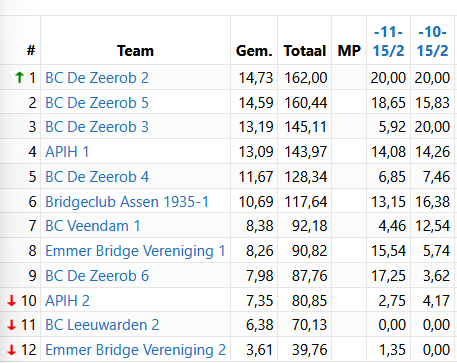 # Team Gem. Totaal MP -11- 15/2 -10- 15/2
↑ 1 BC De Zeerob 2 14,73 162,00 20,00 20,00
2 BC De Zeerob 5 14,59 160,44 18,65 15,83
3 BC De Zeerob 3 13,19 145,11 5,92 20,00
4 APIH 1 13,09 143,97 14,08 14,26
5 BC De Zeerob 4 11,67 128,34 6,85 7,46
6 Bridgeclub Assen 1935-1 10,69 117,64 13,15 16,38
7 BC Veendam 1 8,38 92,18 4,46 12,54
8 Emmer Bridge Vereniging 1 8,26 90,82 15,54 5,74
9 BC De Zeerob 6 7,98 87,76 17,25 3,62
↓ 10 APIH 2 7,35 80,85 2,75 4,17
↓ 11 BC Leeuwarden 2 6,38 70,13 0,00 0,00
↓ 12 Emmer Bridge Vereniging 2 3,61 39,76 1,35 0,00